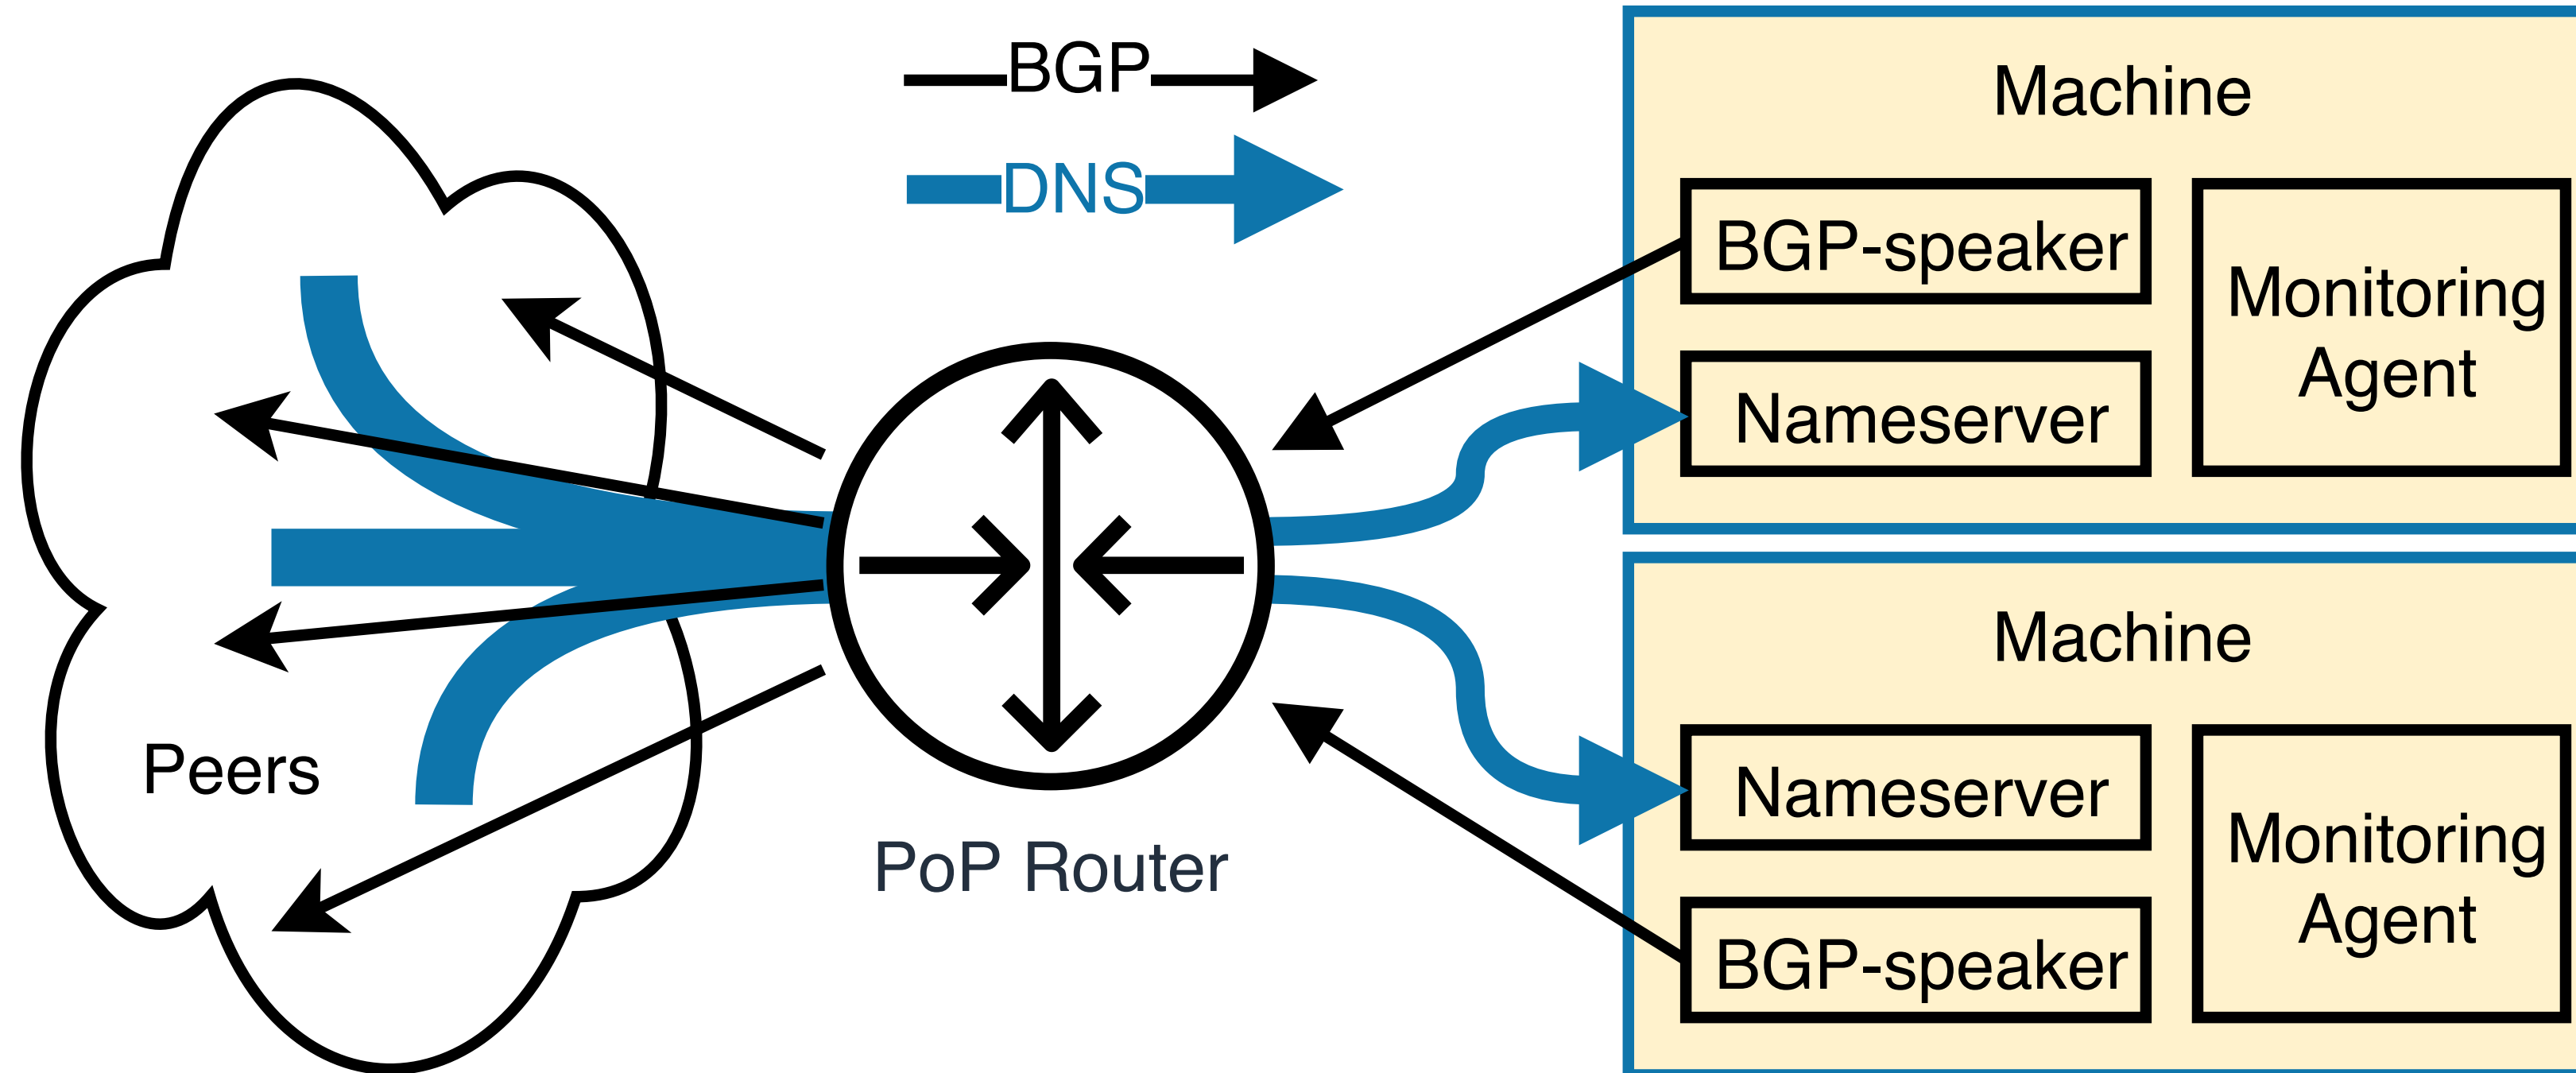 BGP
DNS
Peers
PoP Router
Machine
BGP-speaker
Nameserver
Monitoring
Agent
Machine
Nameserver
BGP-speaker
Monitoring
Agent